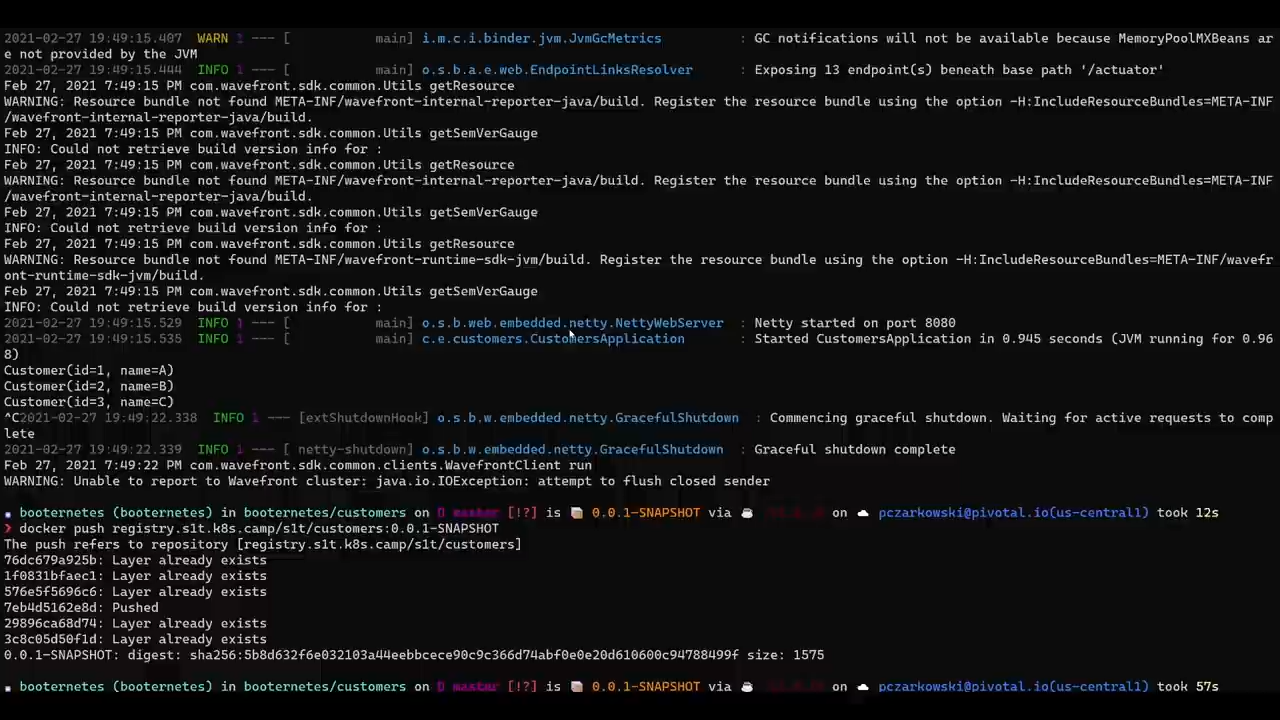 2021-02-27 19:49:15.407  WARN 1 --- [           main] i.m.c.i.binder.jvm.JvmGcMetrics          : GC notifications will not be available because MemoryPoolMXBeans ar
e not provided by the JVM
2021-02-27 19:49:15.444  INFO 1 --- [           main] o.s.b.a.e.web.EndpointLinksResolver      : Exposing 13 endpoint(s) beneath base path '/actuator'
Feb 27, 2021 7:49:15 PM com.wavefront.sdk.common.Utils getResource
WARNING: Resource bundle not found META-INF/wavefront-internal-reporter-java/build. Register the resource bundle using the option -H:IncludeResourceBundles=META-INF
/wavefront-internal-reporter-java/build.
Feb 27, 2021 7:49:15 PM com.wavefront.sdk.common.Utils getSemVerGauge
INFO: Could not retrieve build version info for :
Feb 27, 2021 7:49:15 PM com.wavefront.sdk.common.Utils getResource
WARNING: Resource bundle not found META-INF/wavefront-internal-reporter-java/build. Register the resource bundle using the option -H:IncludeResourceBundles=META-INF
/wavefront-internal-reporter-java/build.
Feb 27, 2021 7:49:15 PM com.wavefront.sdk.common.Utils getSemVerGauge
INFO: Could not retrieve build version info for :
Feb 27, 2021 7:49:15 PM com.wavefront.sdk.common.Utils getResource
WARNING: Resource bundle not found META-INF/wavefront-runtime-sdk-jvm/build. Register the resource bundle using the option -H:IncludeResourceBundles=META-INF/wavefr
ont-runtime-sdk-jvm/build.
Feb 27, 2021 7:49:15 PM com.wavefront.sdk.common.Utils getSemVerGauge
INFO: Could not retrieve build version info for :
2021-02-27 19:49:15.529  INFO 1 --- [           main] o.s.b.web.embedded.netty.NettyWebServer  : Netty started on port 8080
2021-02-27 19:49:15.535  INFO 1 --- [           main] c.e.customers.CustomersApplication       : Started CustomersApplication in 0.945 seconds (JVM running for 0.96
8)
Customer(id=1, name=A)
Customer(id=2, name=B)
Customer(id=3, name=C)
^C2021-02-27 19:49:22.338  INFO 1 --- [extShutdownHook] o.s.b.w.embedded.netty.GracefulShutdown  : Commencing graceful shutdown. Waiting for active requests to comp
lete
2021-02-27 19:49:22.339  INFO 1 --- [ netty-shutdown] o.s.b.w.embedded.netty.GracefulShutdown  : Graceful shutdown complete
Feb 27, 2021 7:49:22 PM com.wavefront.sdk.common.clients.WavefrontClient run
WARNING: Unable to report to Wavefront cluster: java.io.IOException: attempt to flush closed sender
booternetes (booternetes) in booternetes/customers on master [!?] is 0.0.1-SNAPSHOT via on pczarkowski@pivotal.io(us-central1) took 12s
❯ docker push registry.s1t.k8s.camp/s1t/customers:0.0.1-SNAPSHOT
The push refers to repository [registry.s1t.k8s.camp/s1t/customers]
76dc679a925b: Layer already exists
1f0831bfaec1: Layer already exists
576e5f5696c6: Layer already exists
7eb4d5162e8d: Pushed
29896ca68d74: Layer already exists
3c8c05d50f1d: Layer already exists
0.0.1-SNAPSHOT: digest: sha256:5b8d632f6e032103a44eebbcece90c9c366d74abf0e0e20d610600c94788499f size: 1575
booternetes (booternetes) in booternetes/customers on master [!?] is 0.0.1-SNAPSHOT via on pczarkowski@pivotal.io(us-central1) took 57s